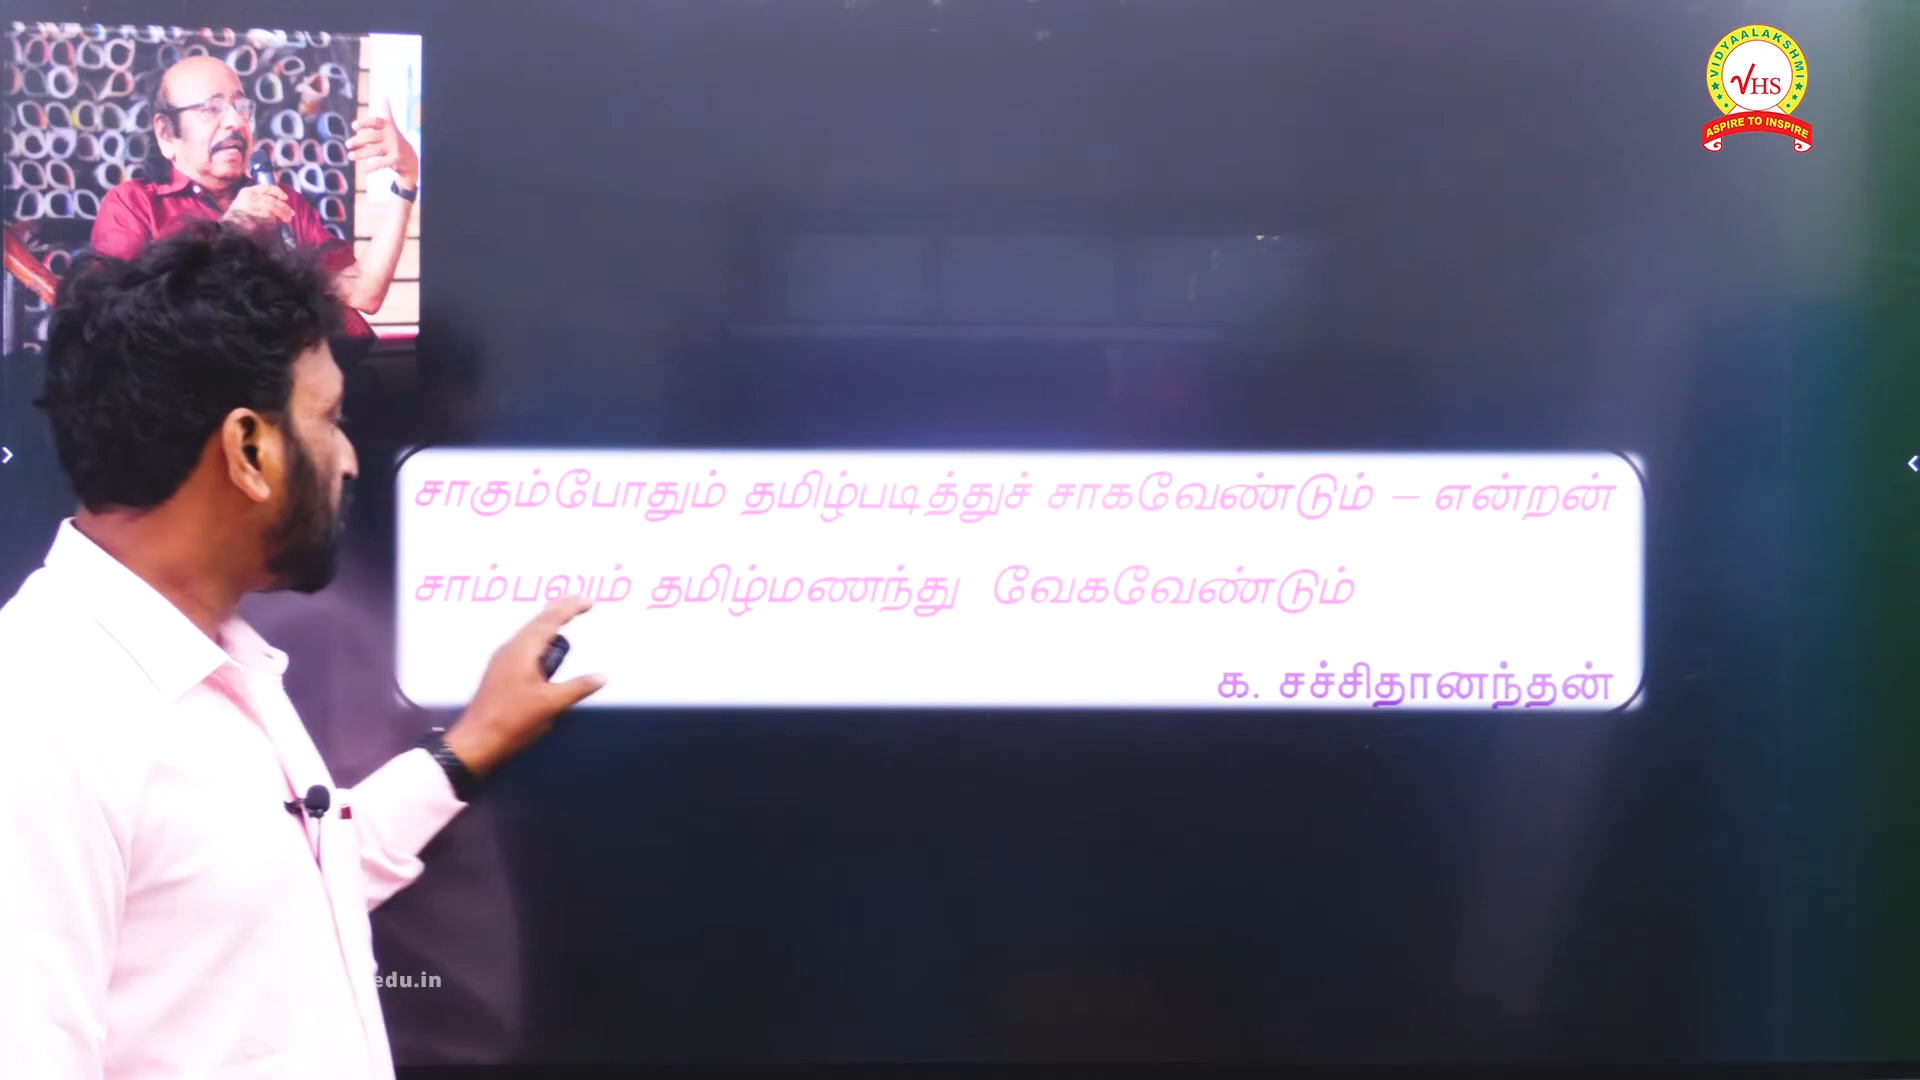 VIDYAALAKSHMI
VHS
ASPIRE TO INSPIRE
சாகும்போதும் தமிழ்படித்துச் சாகவேண்டும் – என்றன்
சாம்பலும் தமிழ்மணந்து வேகவேண்டும்
க. சச்சிதானந்தன்
edu.in